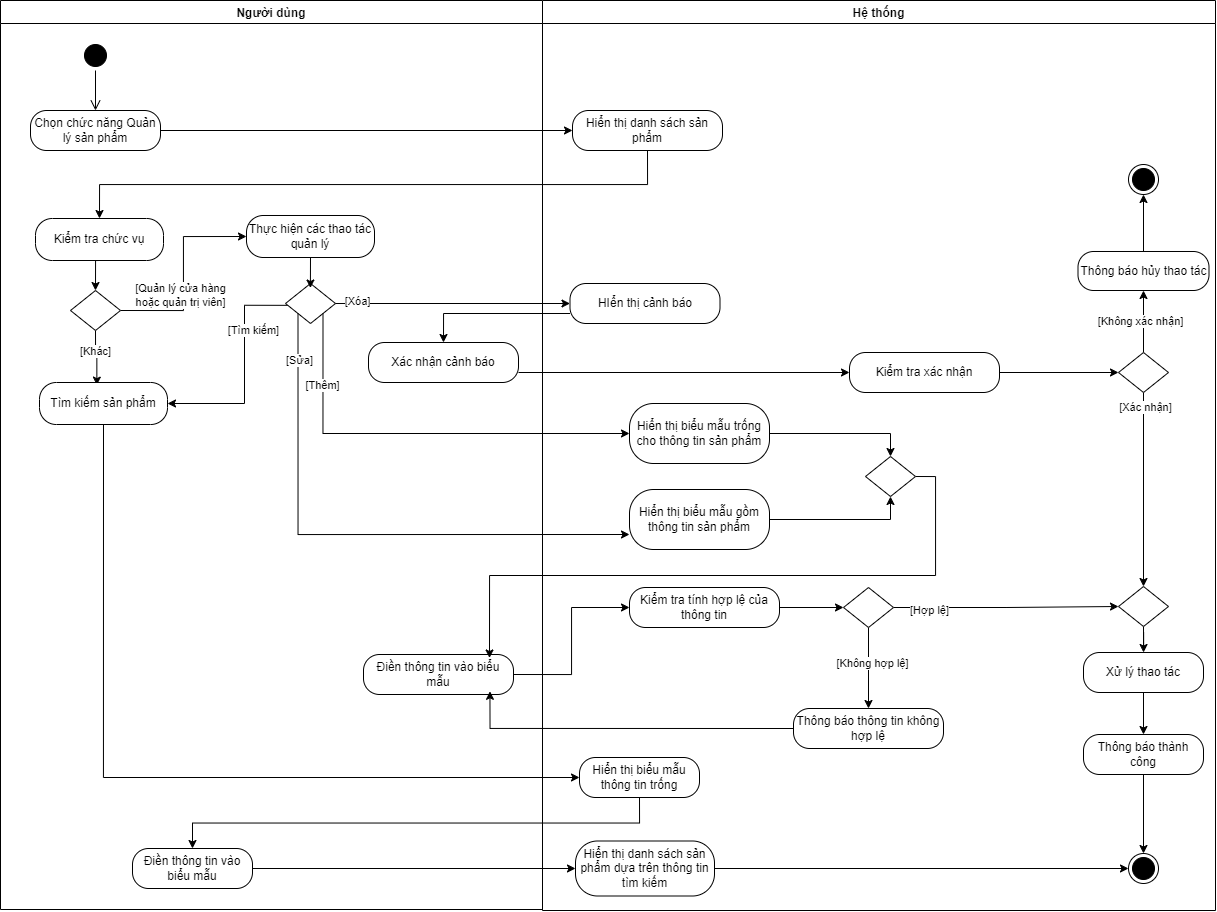 Người dùng
Hệ thống
Chọn chức năng Quản
lý sản phẩm
Hiển thị danh sách sản
phẩm
Kiểm tra chức vụ
Thực hiện các thao tác
quản lý
[Quản lý cửa hàng
hoặc quản trị viên]
Thông báo hủy thao tác
[Xóa]
HIển thị cảnh báo
[Không xác nhận]
[Tìm kiếm]
[Khác]
[Sửa]
Xác nhận cảnh báo
Kiểm tra xác nhận
[Thêm]
Tìm kiếm sản phẩm
[Xác nhận]
Hiển thị biểu mẫu trống
cho thông tin sản phẩm
Hiển thị biểu mẫu gồm
thông tin sản phẩm
Kiểm tra tính hợp lệ của
thông tin
[Hợp lệ]
Điền thông tin vào biểu
mẫu
[Không hợp lệ]
Xử lý thao tác
Thông báo thông tin không
hợp lệ
Thông báo thành
công
Hiển thị biểu mẫu
thông tin trống
Điền thông tin vào
biểu mẫu
Hiển thị danh sách sản
phẩm dựa trên thông tin
tìm kiếm